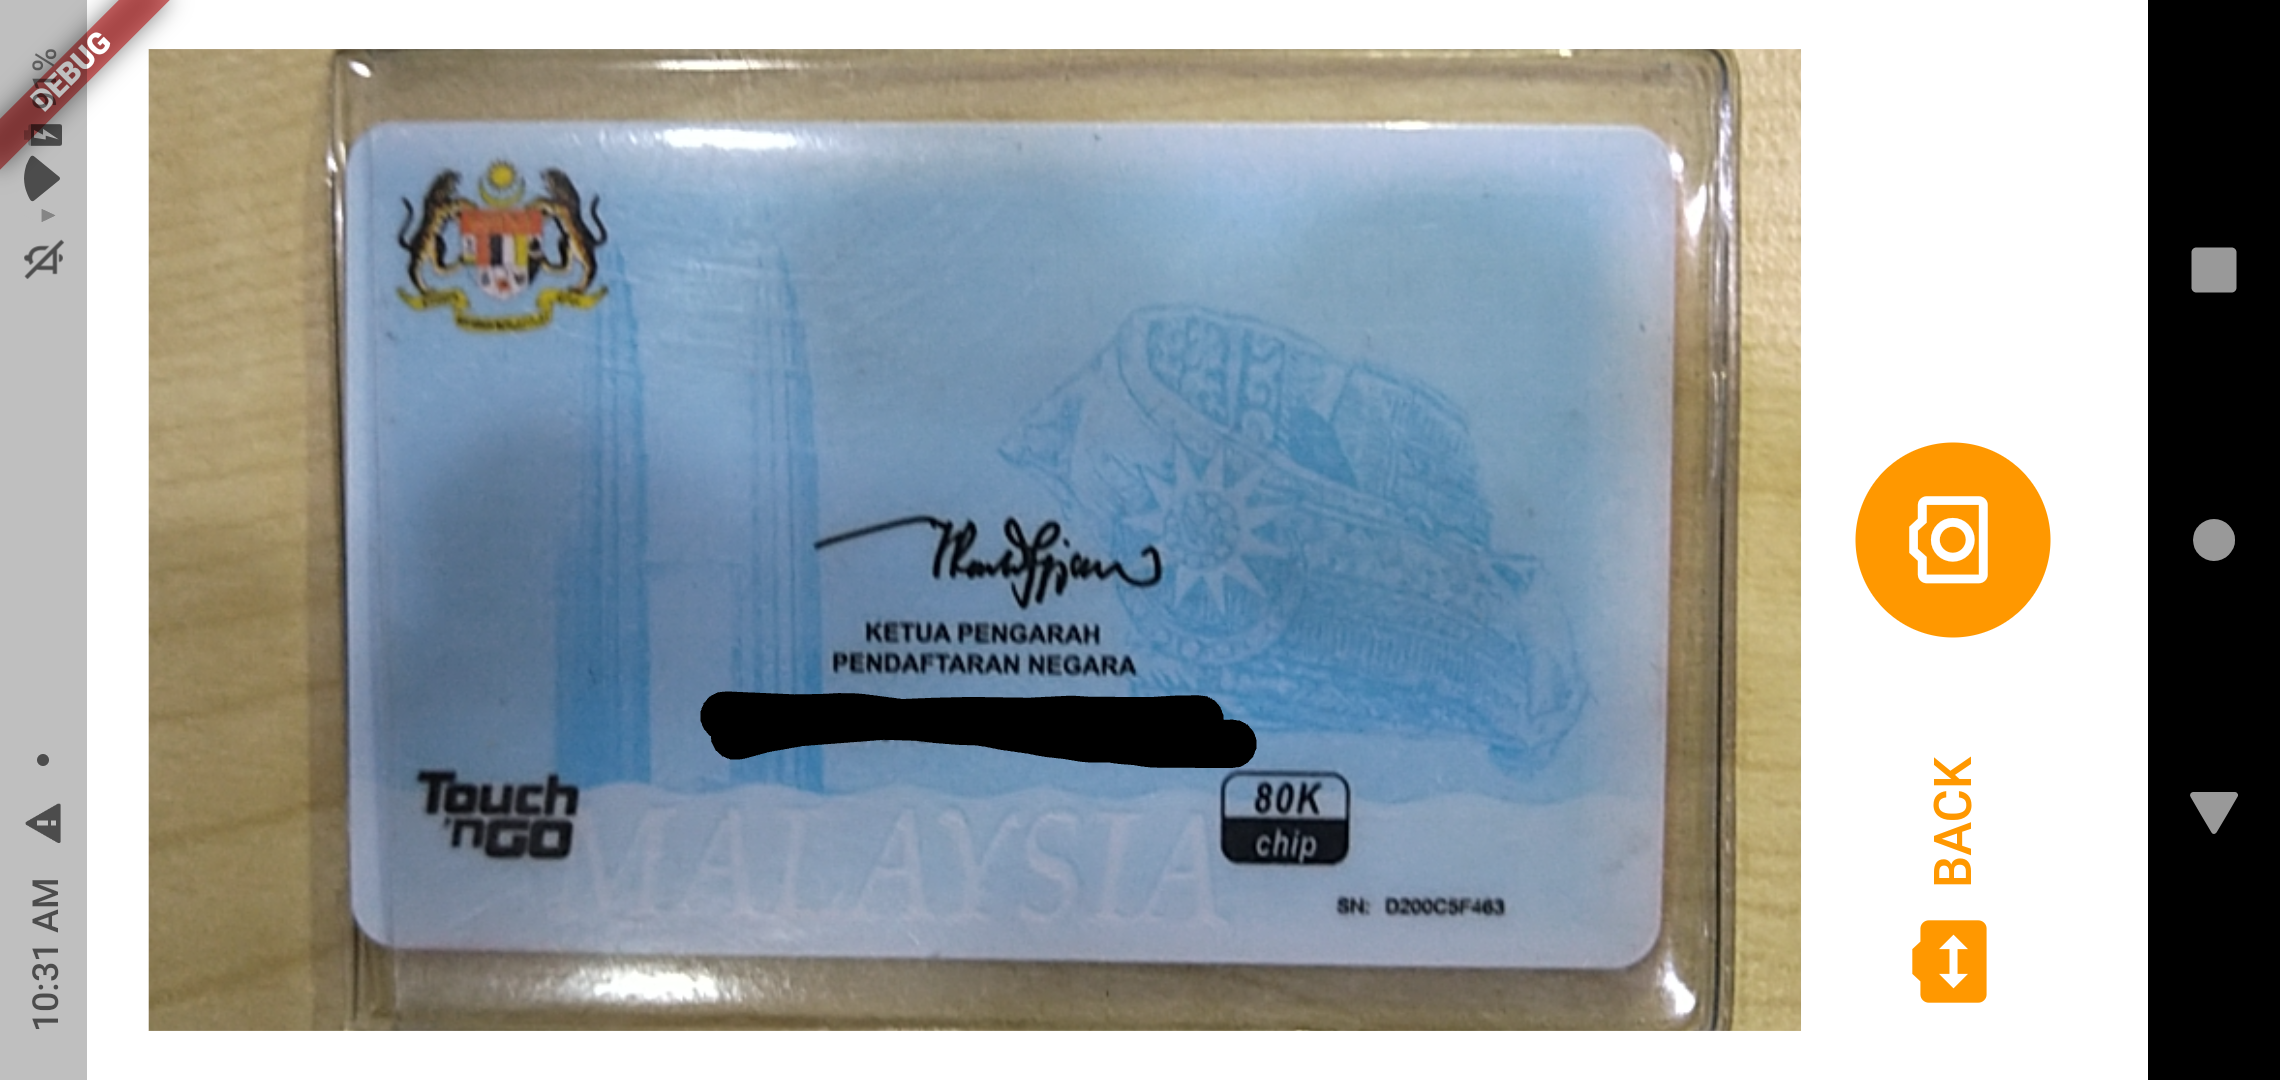 DEBUG
10:31 AM
KETUA PENGARAH
PENDAFTARAN NEGARA
Touch
'nGO
80K
chip
MALAYSIA
SN: D200C5F463
BACK